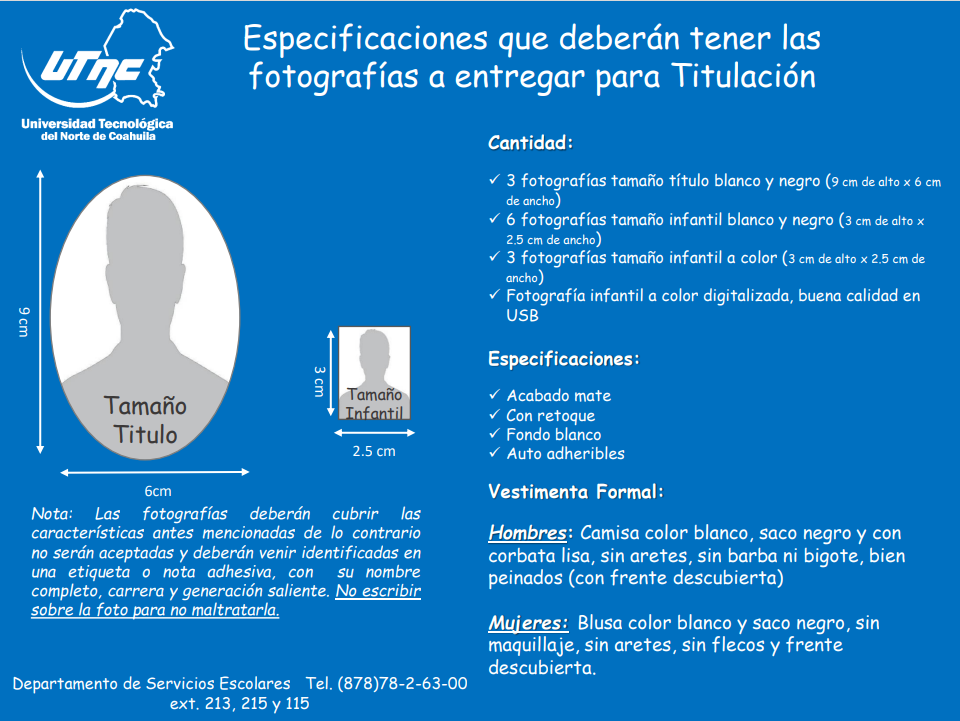 UTNC
Universidad Tecnológica
del Norte de Coahuila
Especificaciones que deberán tener las
fotografías a entregar para Titulación
9 cm
Tamaño
Titulo
6cm
3 cm
Tamaño
Infantil
2.5 cm
Nota: Las fotografías deberán cubrir las
características antes mencionadas de lo contrario
no serán aceptadas y deberán venir identificadas en
una etiqueta o nota adhesiva, con su nombre
completo, carrera y generación saliente. No escribir
sobre la foto para no maltratarla.
Departamento de Servicios Escolares Tel. (878)78-2-63-00
ext. 213, 215 y 115
Cantidad:
✓ 3 fotografías tamaño título blanco y negro (9 cm de alto x 6 cm
de ancho)
✓ 6 fotografías tamaño infantil blanco y negro (3 cm de alto x
2.5 cm de ancho)
✓ 3 fotografías tamaño infantil a color (3 cm de alto x 2.5 cm de
ancho)
✓ Fotografía infantil a color digitalizada, buena calidad en
USB
Especificaciones:
✓ Acabado mate
✓ Con retoque
✓ Fondo blanco
✓ Auto adheribles
Vestimenta Formal:
Hombres: Camisa color blanco, saco negro y con
corbata lisa, sin aretes, sin barba ni bigote, bien
peinados (con frente descubierta)
Mujeres: Blusa color blanco y saco negro, sin
maquillaje, sin aretes, sin flecos y frente
descubierta.